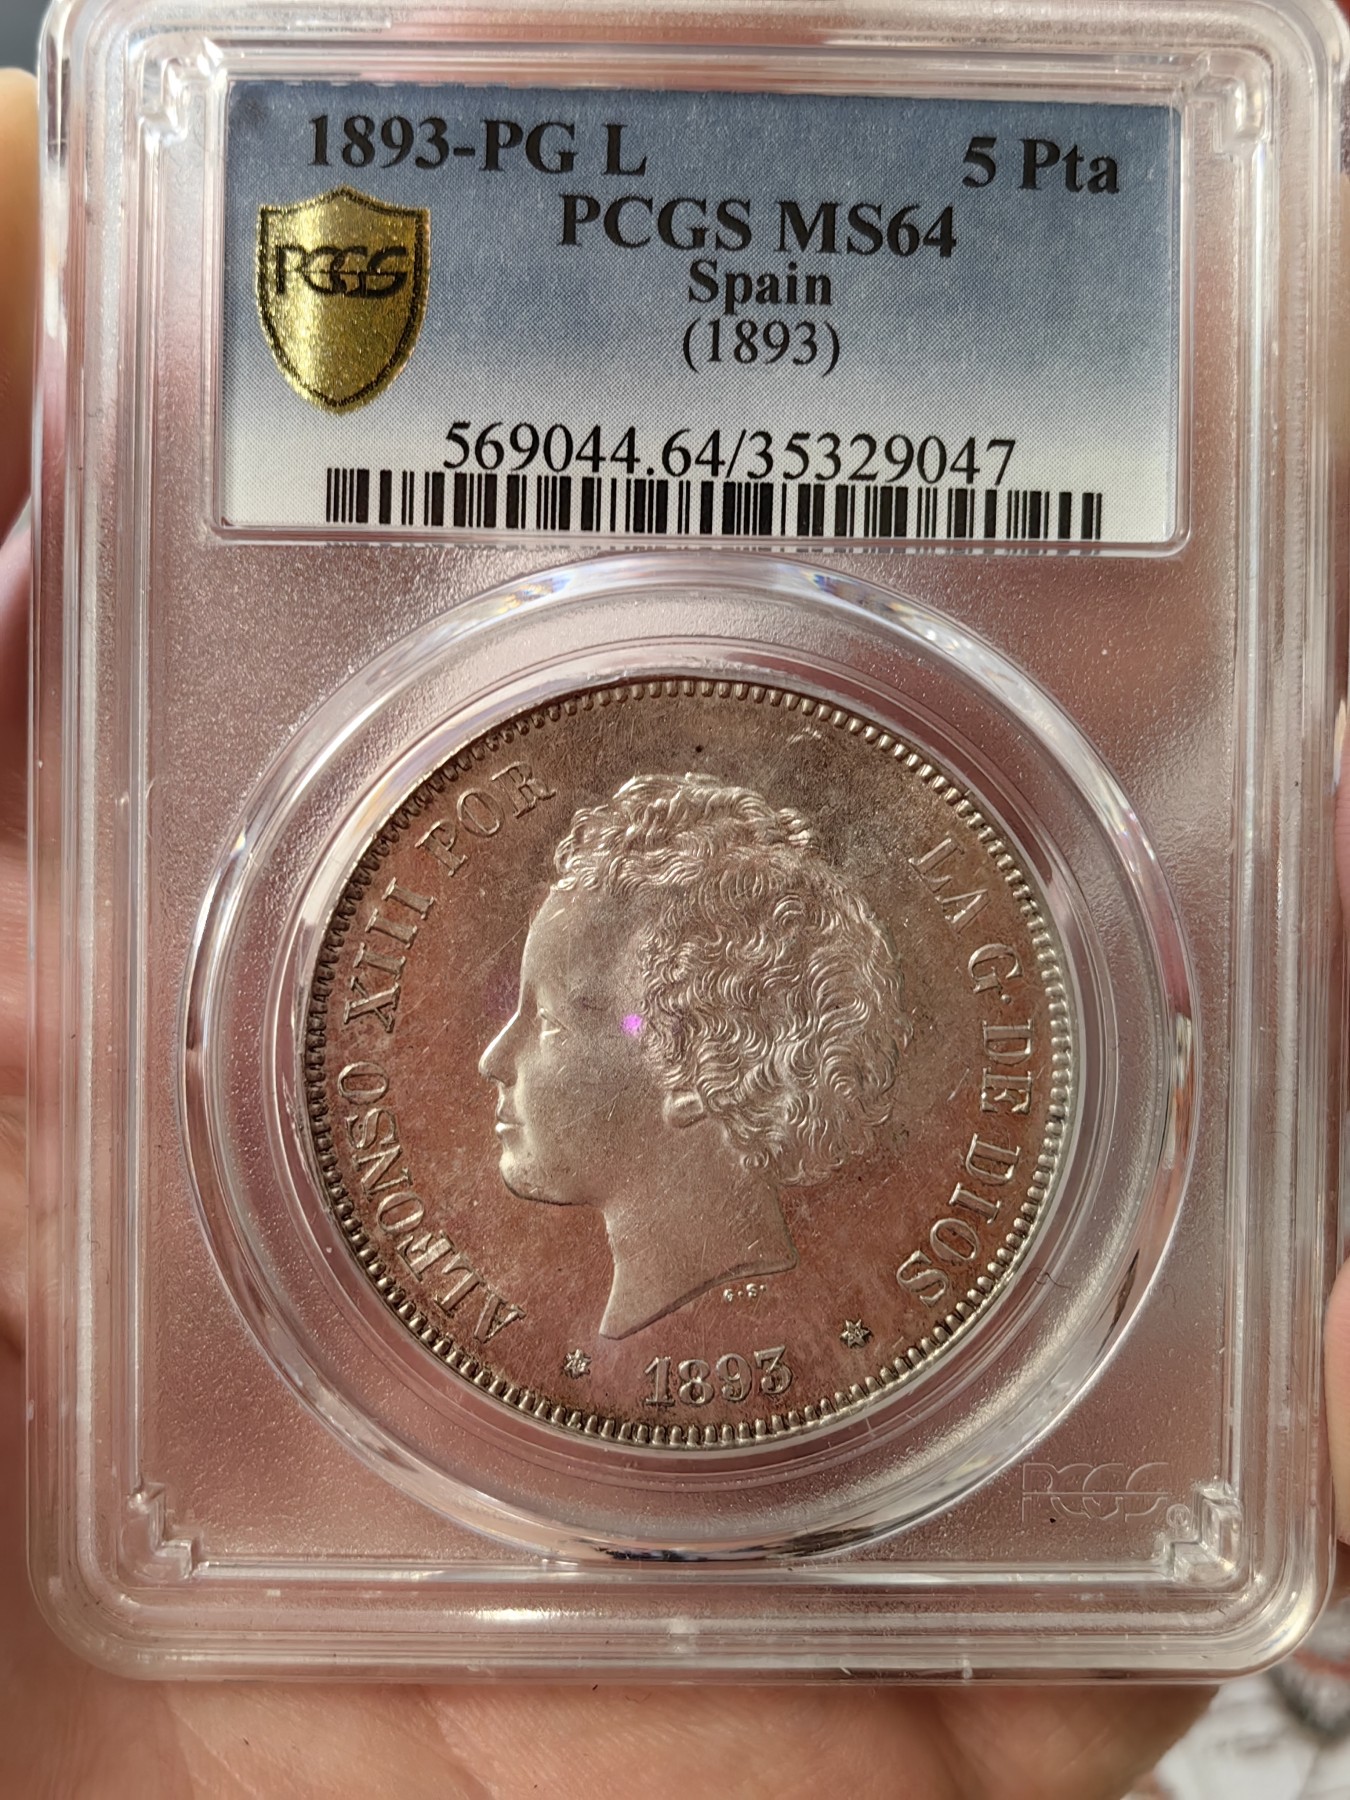 1893-PG L 5 Pta
PCGS MS64
Spain
(1893)
PCGS
569044.64/35329047
ALFONSO XIII POR LA G. DE DIOS
G.S.
* 1893 *
PCGS